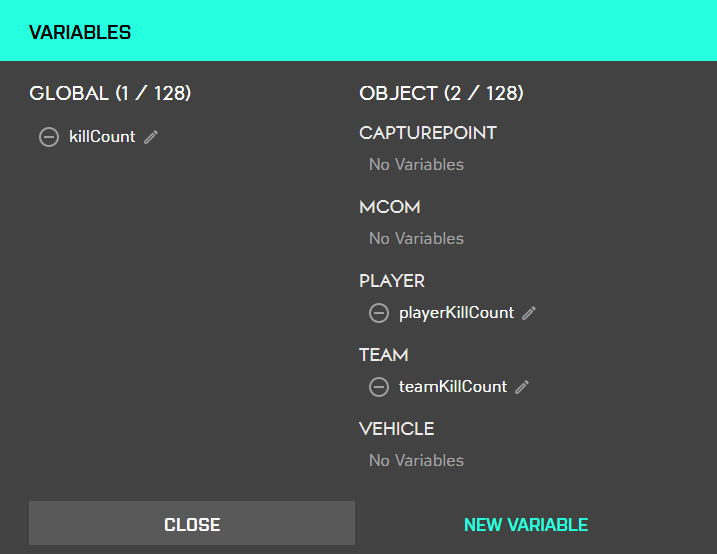 VARIABLES
GLOBAL (1 / 128)
killCount
OBJECT (2 / 128)
CAPTUREPOINT
No Variables
MCOM
No Variables
PLAYER
playerKillCount
TEAM
teamKillCount
VEHICLE
No Variables
CLOSE
NEW VARIABLE